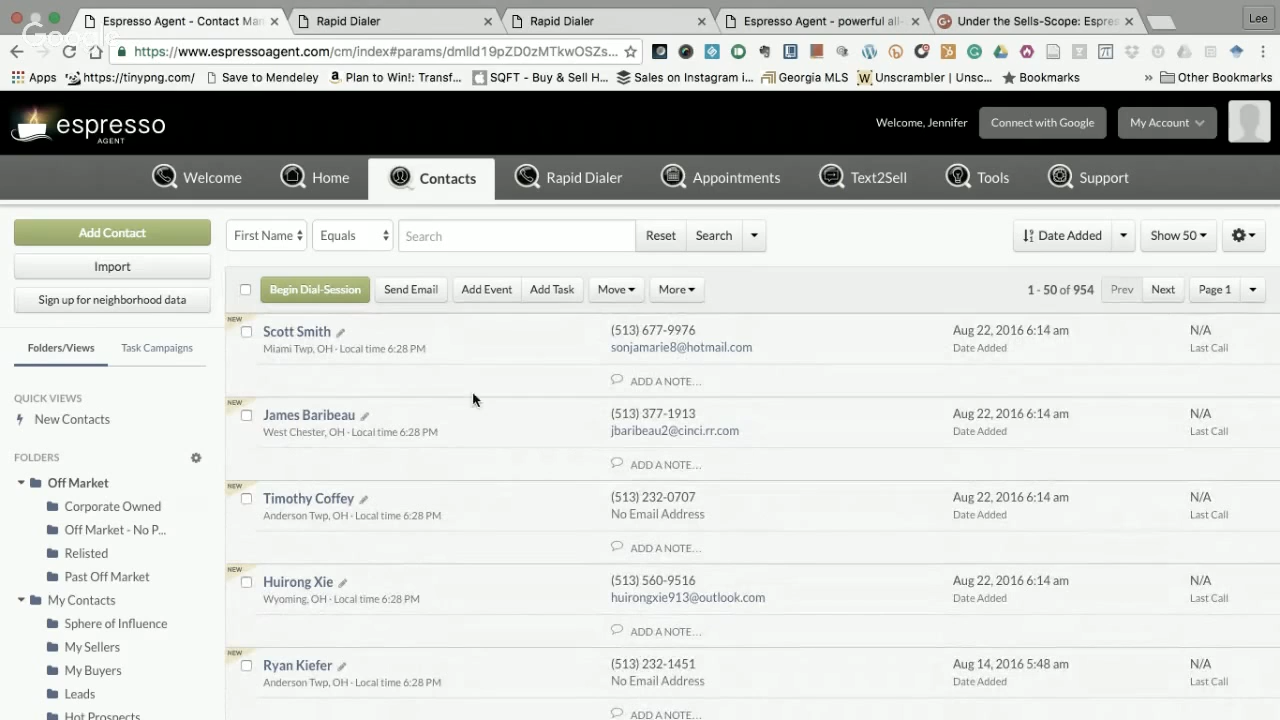 Espresso Agent - Contact Man
Rapid Dialer
Rapid Dialer
Espresso Agent - powerful all-
Under the Sells-Scope: Espres
Lee
Google
https://www.espressoagent.com/cm/index#params/dmlld19pZD0zMTkwOSZs...
Apps
https://tinypng.com/
Save to Mendeley
Plan to Win!: Transf...
SQFT - Buy & Sell H...
Sales on Instagram i...
Georgia MLS
Unscrambler | Unsc...
Bookmarks
»
Other Bookmarks
espresso
AGENT
Welcome, Jennifer
Connect with Google
My Account
Welcome
Home
Contacts
Rapid Dialer
Appointments
Text2Sell
Tools
Support
Add Contact
Import
Sign up for neighborhood data
Folders/Views
Task Campaigns
QUICK VIEWS
New Contacts
FOLDERS
Off Market
Corporate Owned
Off Market - No P...
Relisted
Past Off Market
My Contacts
Sphere of Influence
My Sellers
My Buyers
Leads
Hot Prospects
First Name
Equals
Search
Reset
Search
Date Added
Show 50
Begin Dial-Session
Send Email
Add Event
Add Task
Move
More
1 - 50 of 954
Prev
Next
Page 1
NEW
Scott Smith
(513) 677-9976
Aug 22, 2016 6:14 am
N/A
Miami Twp, OH - Local time 6:28 PM
sonjamarie8@hotmail.com
Date Added
Last Call
ADD A NOTE...
NEW
James Baribeau
(513) 377-1913
Aug 22, 2016 6:14 am
N/A
West Chester, OH - Local time 6:28 PM
jbaribeau2@cinci.rr.com
Date Added
Last Call
ADD A NOTE...
NEW
Timothy Coffey
(513) 232-0707
Aug 22, 2016 6:14 am
N/A
Anderson Twp, OH - Local time 6:28 PM
No Email Address
Date Added
Last Call
ADD A NOTE...
NEW
Huirong Xie
(513) 560-9516
Aug 22, 2016 6:14 am
N/A
Wyoming, OH - Local time 6:28 PM
huirongxie913@outlook.com
Date Added
Last Call
ADD A NOTE...
NEW
Ryan Kiefer
(513) 232-1451
Aug 14, 2016 5:48 am
N/A
Anderson Twp, OH - Local time 6:28 PM
No Email Address
Date Added
Last Call
ADD A NOTE...